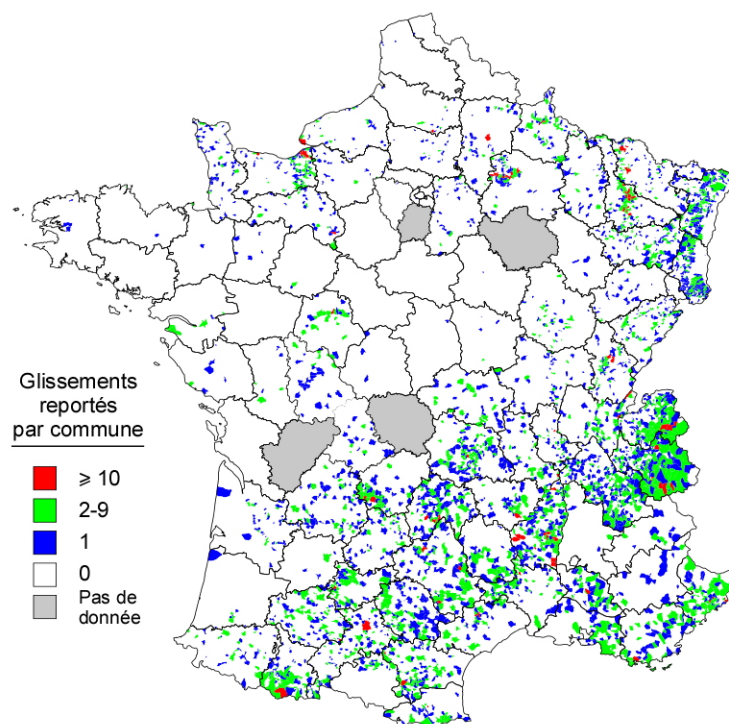 Glissements
reportés
par commune
⩾ 10
2-9
1
0
Pas de
donnée